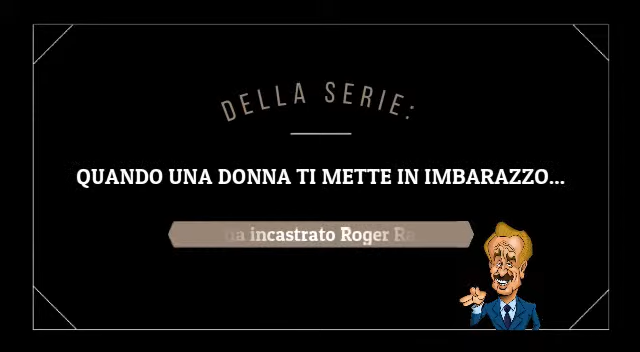 DELLA SERIE:
QUANDO UNA DONNA TI METTE IN IMBARAZZO...
incastrato Roger